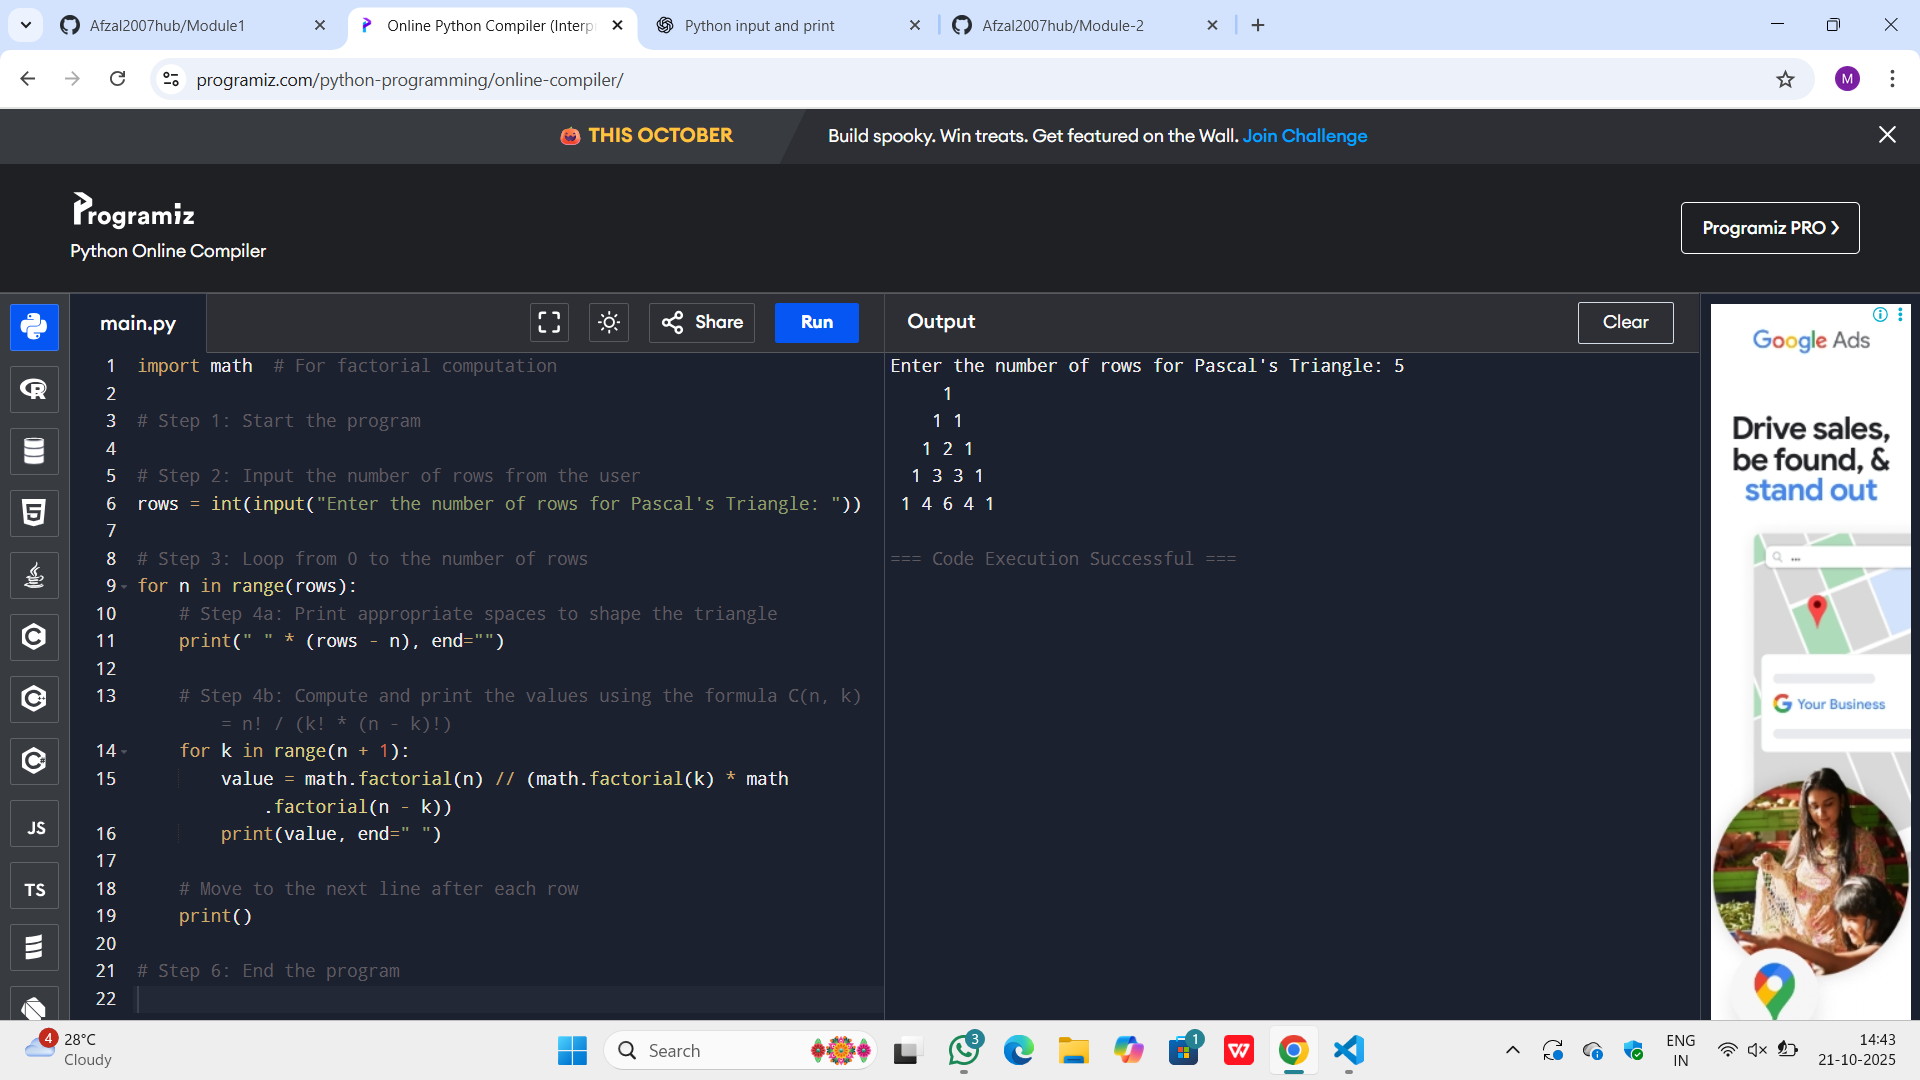 Afzal2007hub/Module1
Online Python Compiler (Interp
Python input and print
Afzal2007hub/Module-2
programiz.com/python-programming/online-compiler/
M
THIS OCTOBER
Build spooky. Win treats. Get featured on the Wall. Join Challenge
Programiz
Python Online Compiler
Programiz PRO
main.py
Share
Run
Output
Clear
1 import math  # For factorial computation
2
3 # Step 1: Start the program
4
5 # Step 2: Input the number of rows from the user
6 rows = int(input("Enter the number of rows for Pascal's Triangle: "))
7
8 # Step 3: Loop from 0 to the number of rows
9 for n in range(rows):
10     # Step 4a: Print appropriate spaces to shape the triangle
11     print(" " * (rows - n), end="")
12
13     # Step 4b: Compute and print the values using the formula C(n, k)
= n! / (k! * (n - k)!)
14     for k in range(n + 1):
15         value = math.factorial(n) // (math.factorial(k) * math
.factorial(n - k))
16         print(value, end=" ")
17
18     # Move to the next line after each row
19     print()
20
21 # Step 6: End the program
22
Enter the number of rows for Pascal's Triangle: 5
     1
    1 1
   1 2 1
  1 3 3 1
 1 4 6 4 1
=== Code Execution Successful ===
R
5
C
C
C
JS
TS
Google Ads
Drive sales,
be found, &
stand out
...
G Your Business
4
28°C
Cloudy
Search
3
1
W
ENG
IN
14:43
21-10-2025